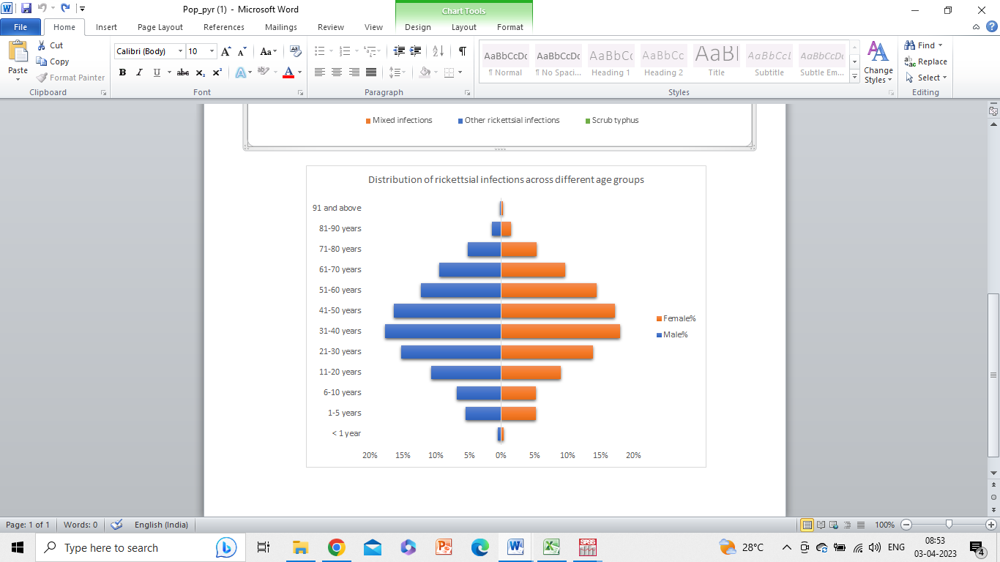 Pop_pyr (1) - Microsoft Word
Chart Tools
File Home Insert Page Layout References Mailings Review View Design Layout Format
Paste
Cut
Copy
Format Painter
Clipboard
Calibri (Body) 10
Font
Paragraph
AaBbCcDc AaBbCcDc AaBbCc AaBbCc AaBl AaBbCcL AaBbCcDc
¶ Normal ¶ No Spaci... Heading 1 Heading 2 Title Subtitle Subtle Em...
Change
Styles
Styles
Find
Replace
Select
Editing
Mixed infections Other rickettsial infections Scrub typhus
Distribution of rickettsial infections across different age groups
91 and above
81-90 years
71-80 years
61-70 years
51-60 years
41-50 years
31-40 years
21-30 years
11-20 years
6-10 years
1-5 years
< 1 year
20% 15% 10% 5% 0% 5% 10% 15% 20%
Female%
Male%
Page: 1 of 1 Words: 0 English (India) 100%
Type here to search
SPSS
28°C ENG
08:53
03-04-2023
4